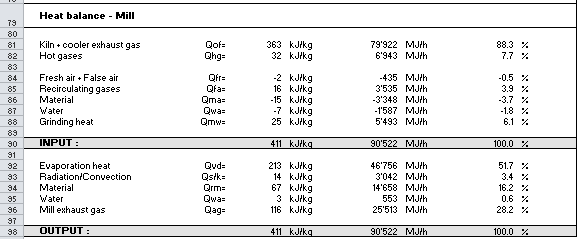 79 Heat balance - Mill
80
81 Kiln + cooler exhaust gas Qof= 363 kJ/kg 79'922 MJ/h 88.3 %
82 Hot gases Qhg= 32 kJ/kg 6'943 MJ/h 7.7 %
83
84 Fresh air + False air Qfr= -2 kJ/kg -435 MJ/h -0.5 %
85 Recirculating gases Qfa= 16 kJ/kg 3'535 MJ/h 3.9 %
86 Material Qma= -15 kJ/kg -3'348 MJ/h -3.7 %
87 Water Qwa= -7 kJ/kg -1'587 MJ/h -1.8 %
88 Grinding heat Qmw= 25 kJ/kg 5'493 MJ/h 6.1 %
89
90 INPUT : 411 kJ/kg 90'522 MJ/h 100.0 %
91
92 Evaporation heat Qvd= 213 kJ/kg 46'756 MJ/h 51.7 %
93 Radiation/Convection Qs/k= 14 kJ/kg 3'042 MJ/h 3.4 %
94 Material Qrm= 67 kJ/kg 14'658 MJ/h 16.2 %
95 Water Qwa= 3 kJ/kg 553 MJ/h 0.6 %
96 Mill exhaust gas Qag= 116 kJ/kg 25'513 MJ/h 28.2 %
97
98 OUTPUT : 411 kJ/kg 90'522 MJ/h 100.0 %